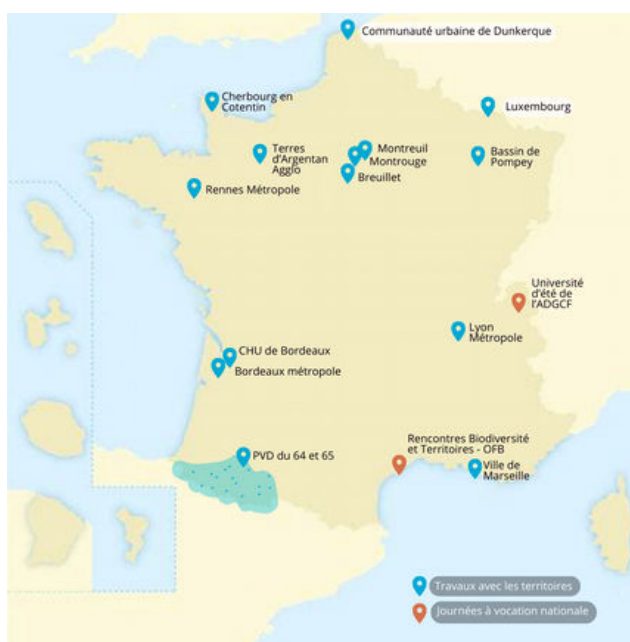 Communauté urbaine de Dunkerque
Cherbourg en
Cotentin
Luxembourg
Terres
d'Argentan
Agglo
Montreuil
Montrouge
Breuillet
Bassin de
Pompey
Rennes Métropole
Université
d'été de
l'ADGCF
Lyon
Métropole
CHU de Bordeaux
Bordeaux métropole
Rencontres Biodiversité
et Territoires - OFB
PVD du 64 et 65
Ville de
Marseille
Travaux avec les territoires
Journées à vocation nationale